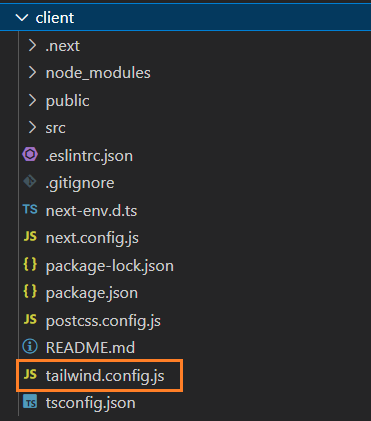 client
.next
node_modules
public
src
.eslintrc.json
.gitignore
TS next-env.d.ts
JS next.config.js
{} package-lock.json
{} package.json
JS postcss.config.js
README.md
JS tailwind.config.js
TS tsconfig.json